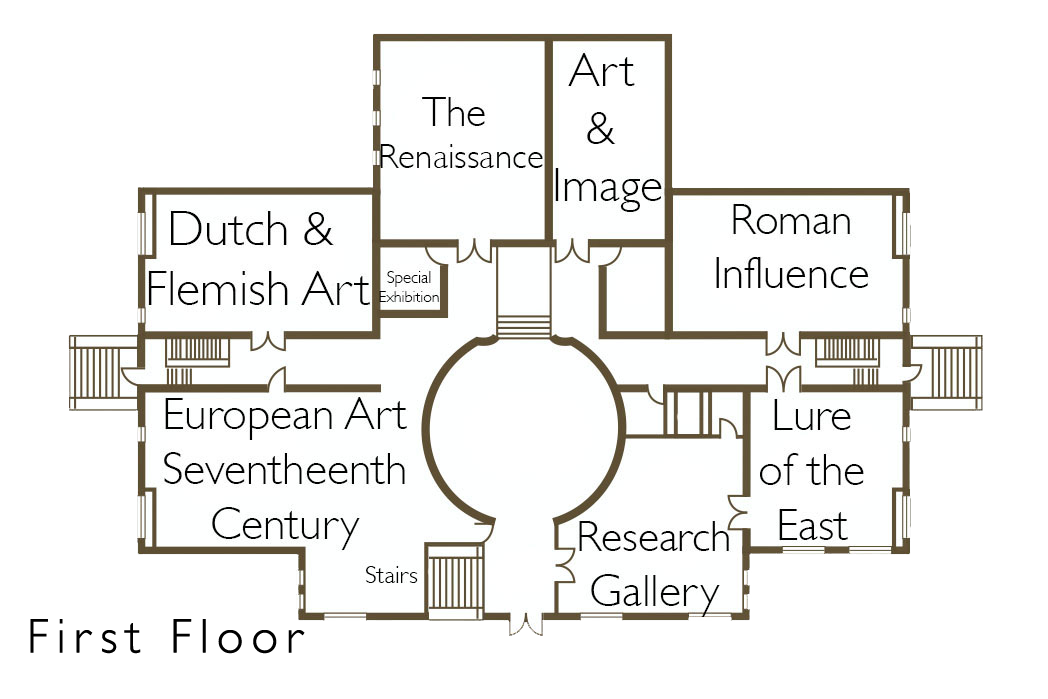 The
Renaissance
Art
&
Image
Dutch &
Flemish Art
Special
Exhibition
Roman
Influence
European Art
Seventheenth
Century
Lure
of the
East
Research
Gallery
Stairs
First Floor